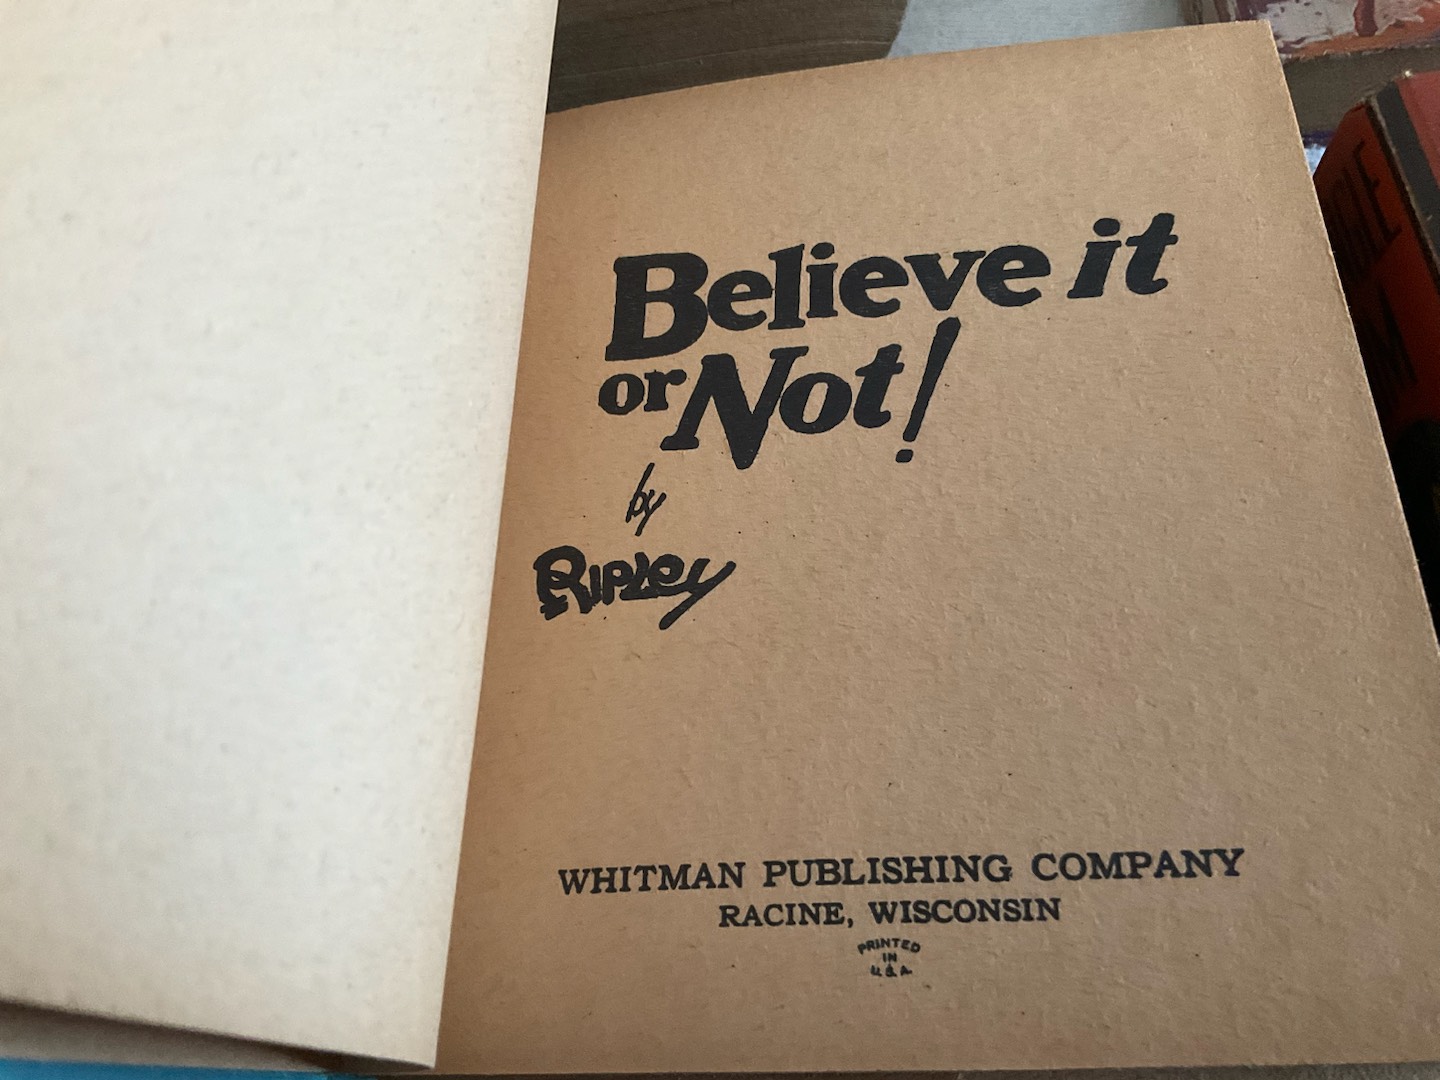 Believe it
or Not!
by
Ripley
WHITMAN PUBLISHING COMPANY
RACINE, WISCONSIN
PRINTED
IN
U.S.A.